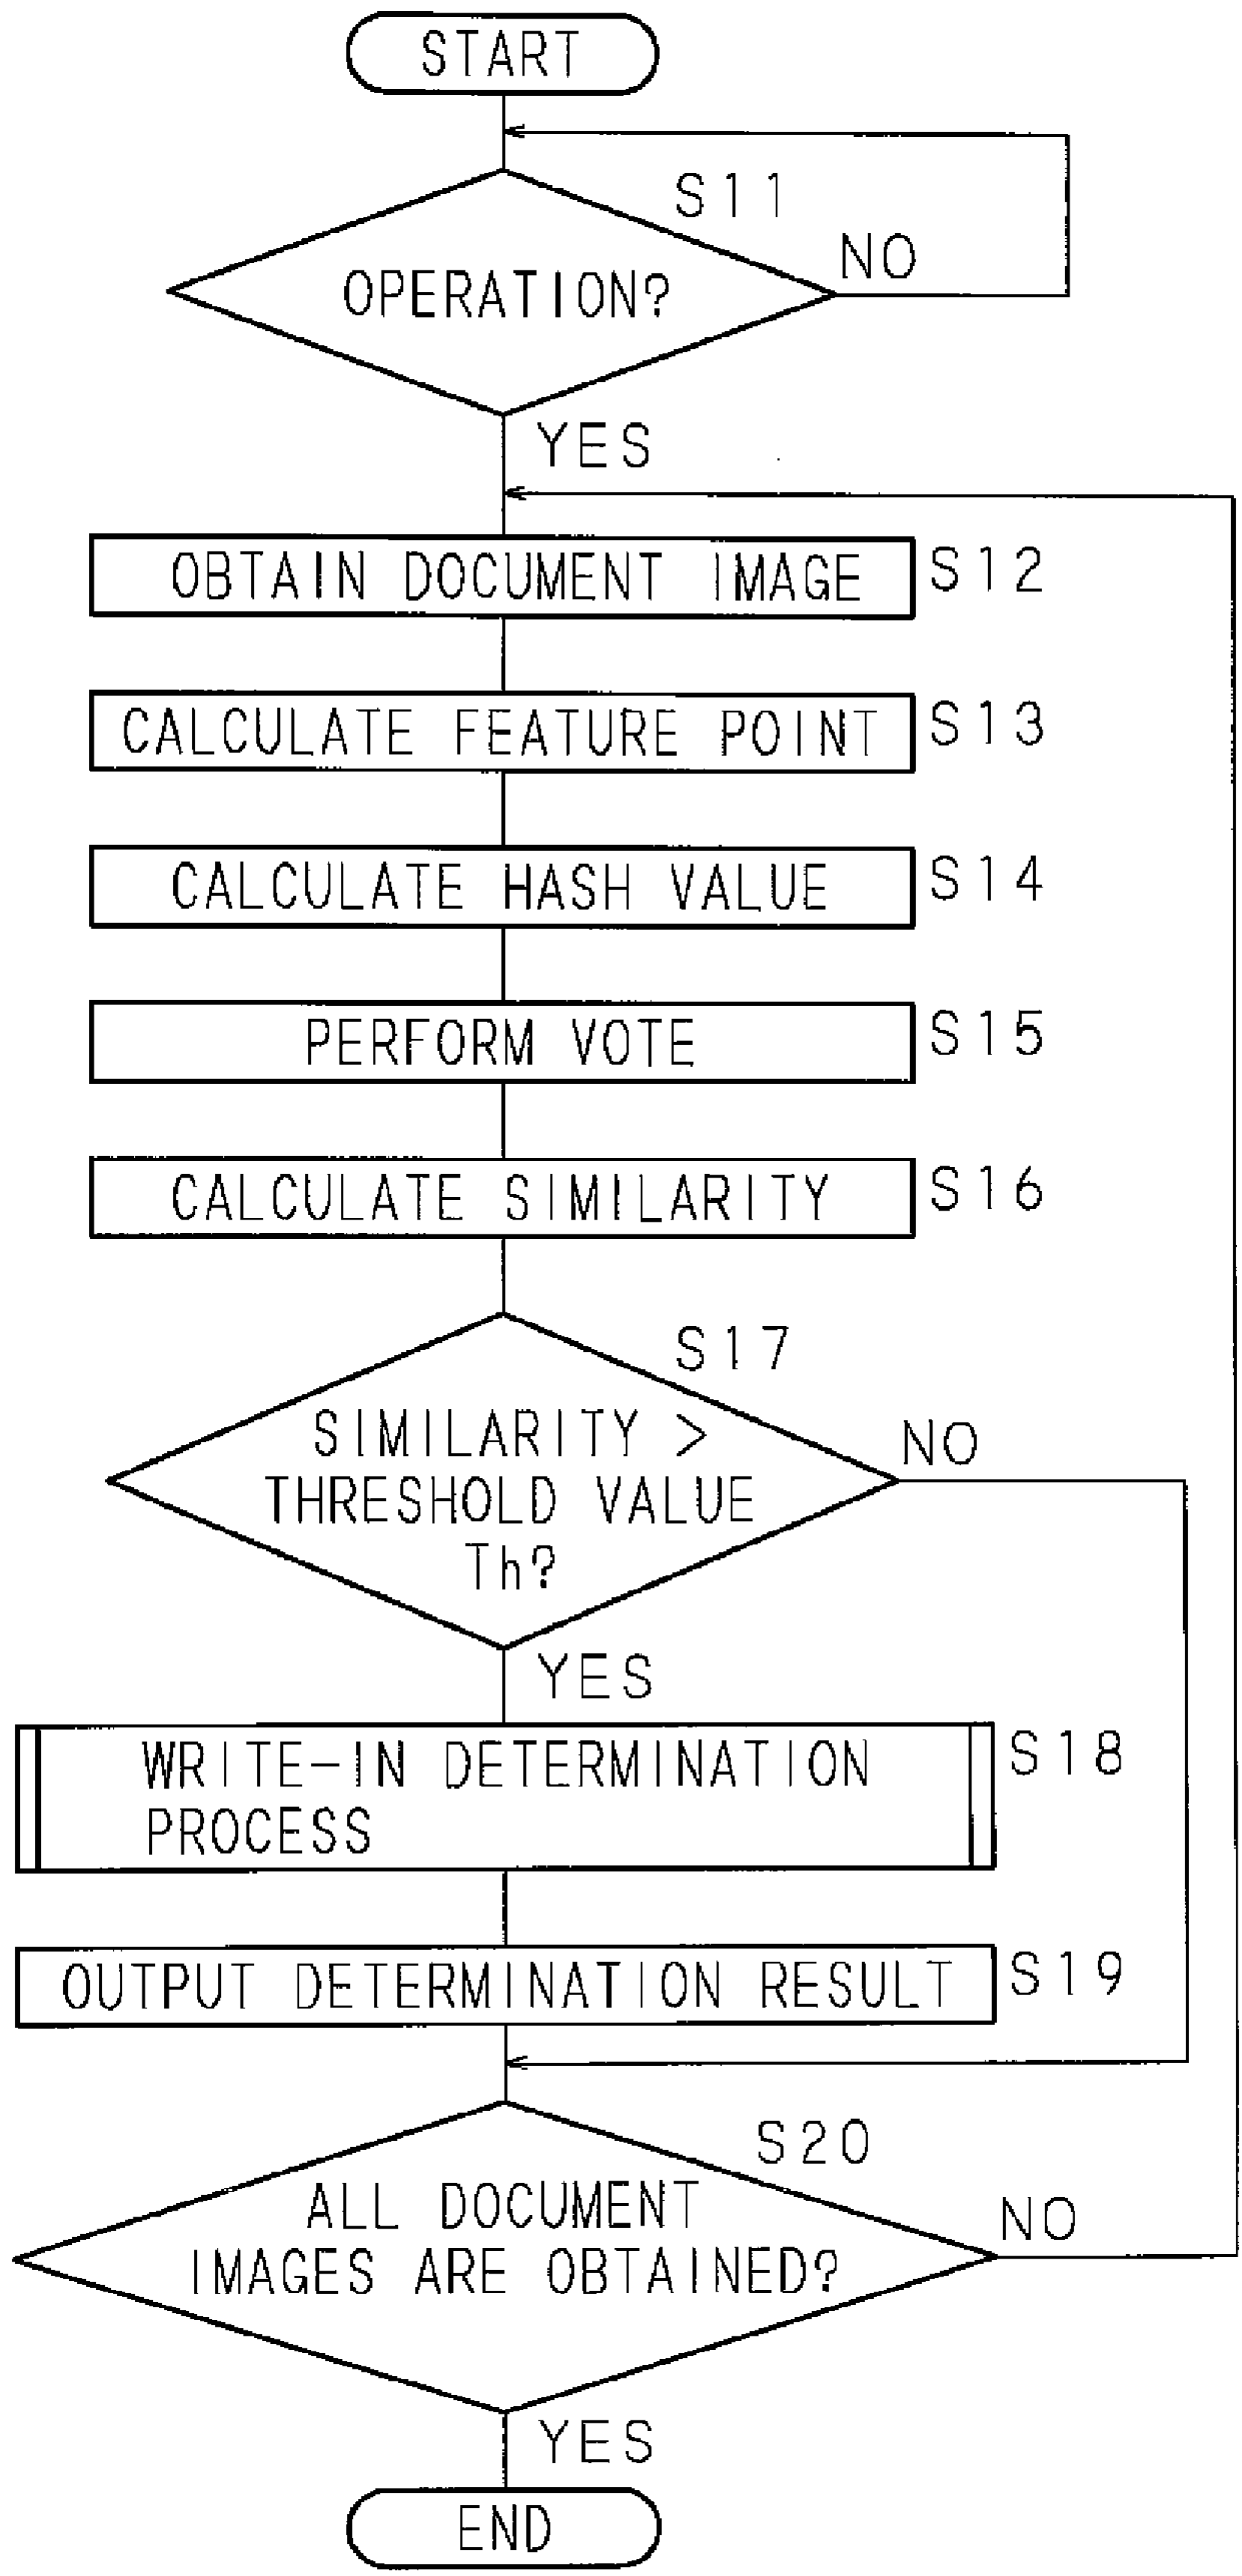 START
S11
NO
OPERATION?
YES
OBTAIN DOCUMENT IMAGE S12
CALCULATE FEATURE POINT S13
CALCULATE HASH VALUE S14
PERFORM VOTE S15
CALCULATE SIMILARITY S16
S17
SIMILARITY > NO
THRESHOLD VALUE
Th?
YES
WRITE-IN DETERMINATION S18
PROCESS
OUTPUT DETERMINATION RESULT S19
S20
ALL DOCUMENT NO
IMAGES ARE OBTAINED?
YES
END